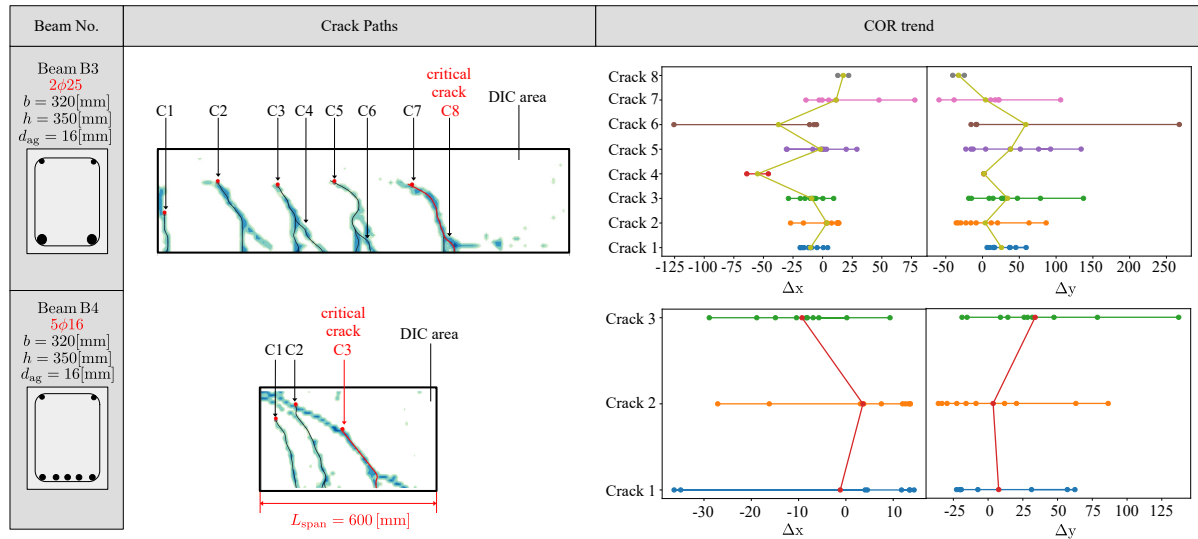 Beam No.
Crack Paths
COR trend
Beam B3
2ϕ25
b = 320[mm]
h = 350[mm]
d_ag = 16[mm]
critical
crack
C1 C2 C3 C4 C5 C6 C7 C8
DIC area
Crack 8
Crack 7
Crack 6
Crack 5
Crack 4
Crack 3
Crack 2
Crack 1
-125 -100 -75 -50 -25 0 25 50 75
0 50 100 150 200 250
Δx
Δy
Beam B4
5ϕ16
b = 320[mm]
h = 350[mm]
d_ag = 16[mm]
critical
crack
C1 C2 C3
DIC area
L_span = 600 [mm]
Crack 3
Crack 2
Crack 1
-30 -20 -10 0 10
-25 0 25 50 75 100 125
Δx
Δy